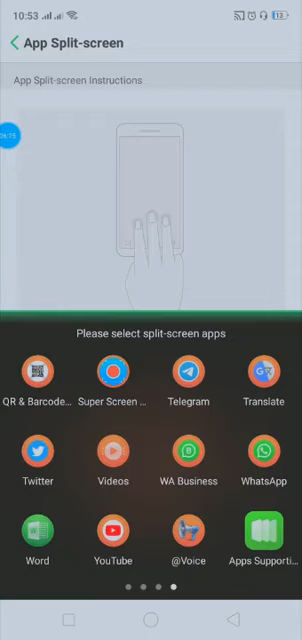 10:53
13
App Split-screen
App Split-screen Instructions
Please select split-screen apps
QR & Barcode... Super Screen ... Telegram Translate
Twitter Videos WA Business WhatsApp
Word YouTube @Voice Apps Supporti...